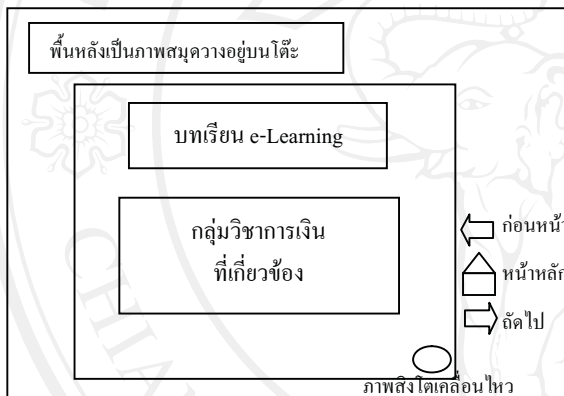 พื้นหลังเป็นภาพสมุดวางอยู่บนโต๊ะ
บทเรียน e-Learning
กลุ่มวิชาการเงิน
ที่เกี่ยวข้อง
ก่อนหน้า
หน้าหลัก
ถัดไป
ภาพสิงโตเคลื่อนไหว
CHIA